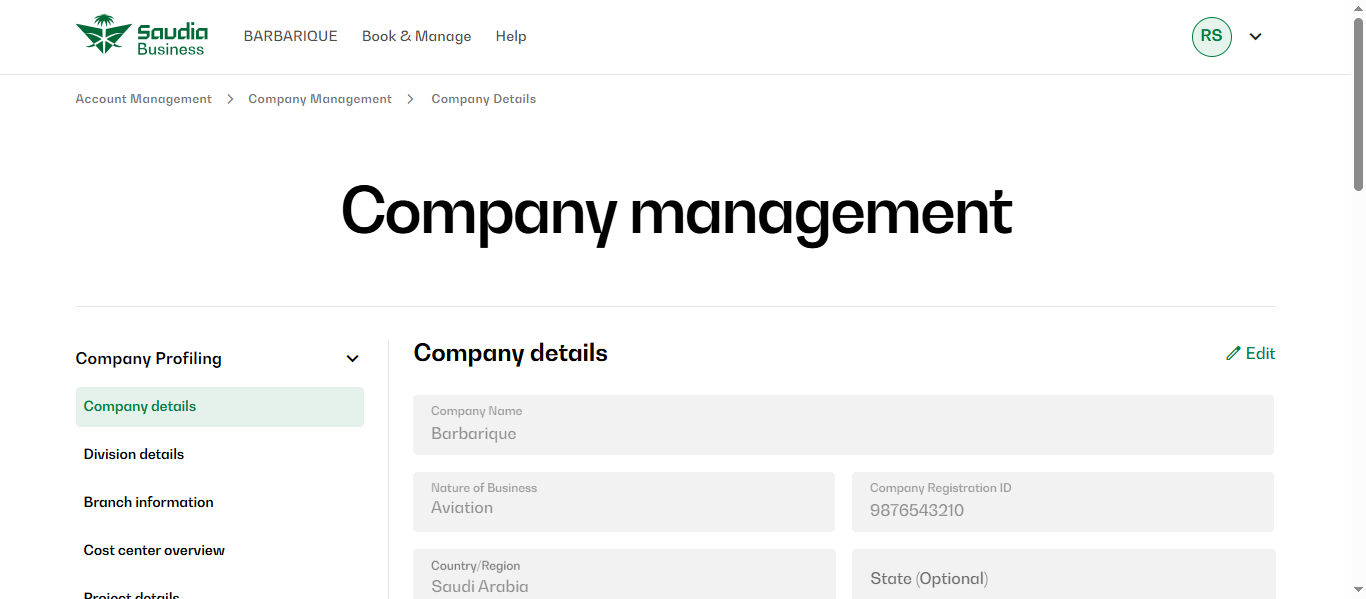 Saudia
Business
BARBARIQUE Book & Manage Help
RS
Account Management > Company Management > Company Details
Company management
Company Profiling
Company details
Division details
Branch information
Cost center overview
Project details
Company details
Edit
Company Name
Barbarique
Nature of Business
Aviation
Company Registration ID
9876543210
Country/Region
Saudi Arabia
State (Optional)